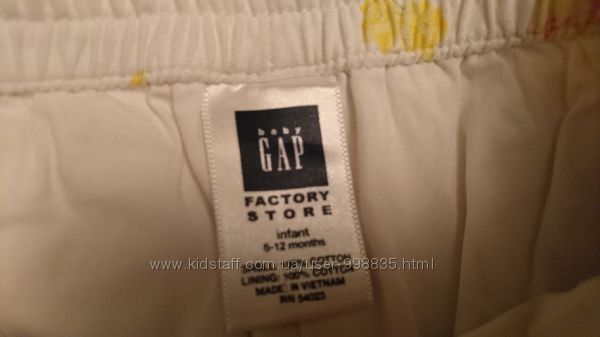 baby
GAP
FACTORY
STORE
infant
6-12 months
www.kidstaff.com.ua/user-998835.html
COTTON
LINING: 100% COTTON
MADE: IN VIETNAM
RN 54023